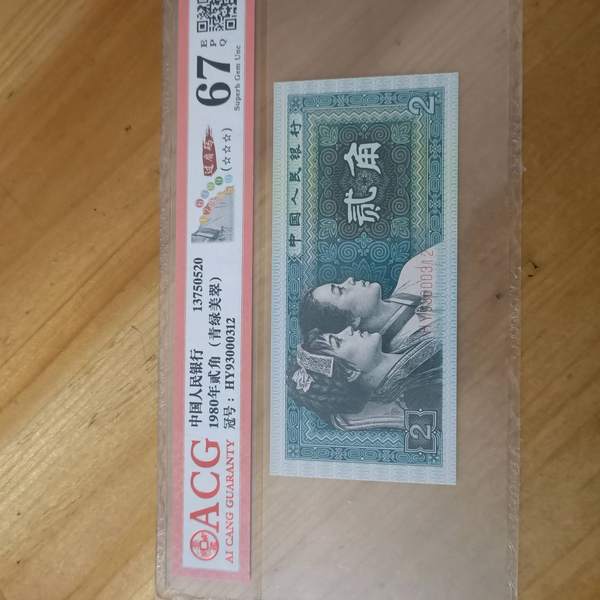 ACG
AI CANG GUARANTY
中国人民银行 13750520
1980年贰角（青绿美翠）
冠号：HY93000312
(☆☆☆)
67
EPQ
Superb Gem Unc
中国人民银行
贰角
2
HY93000312
2